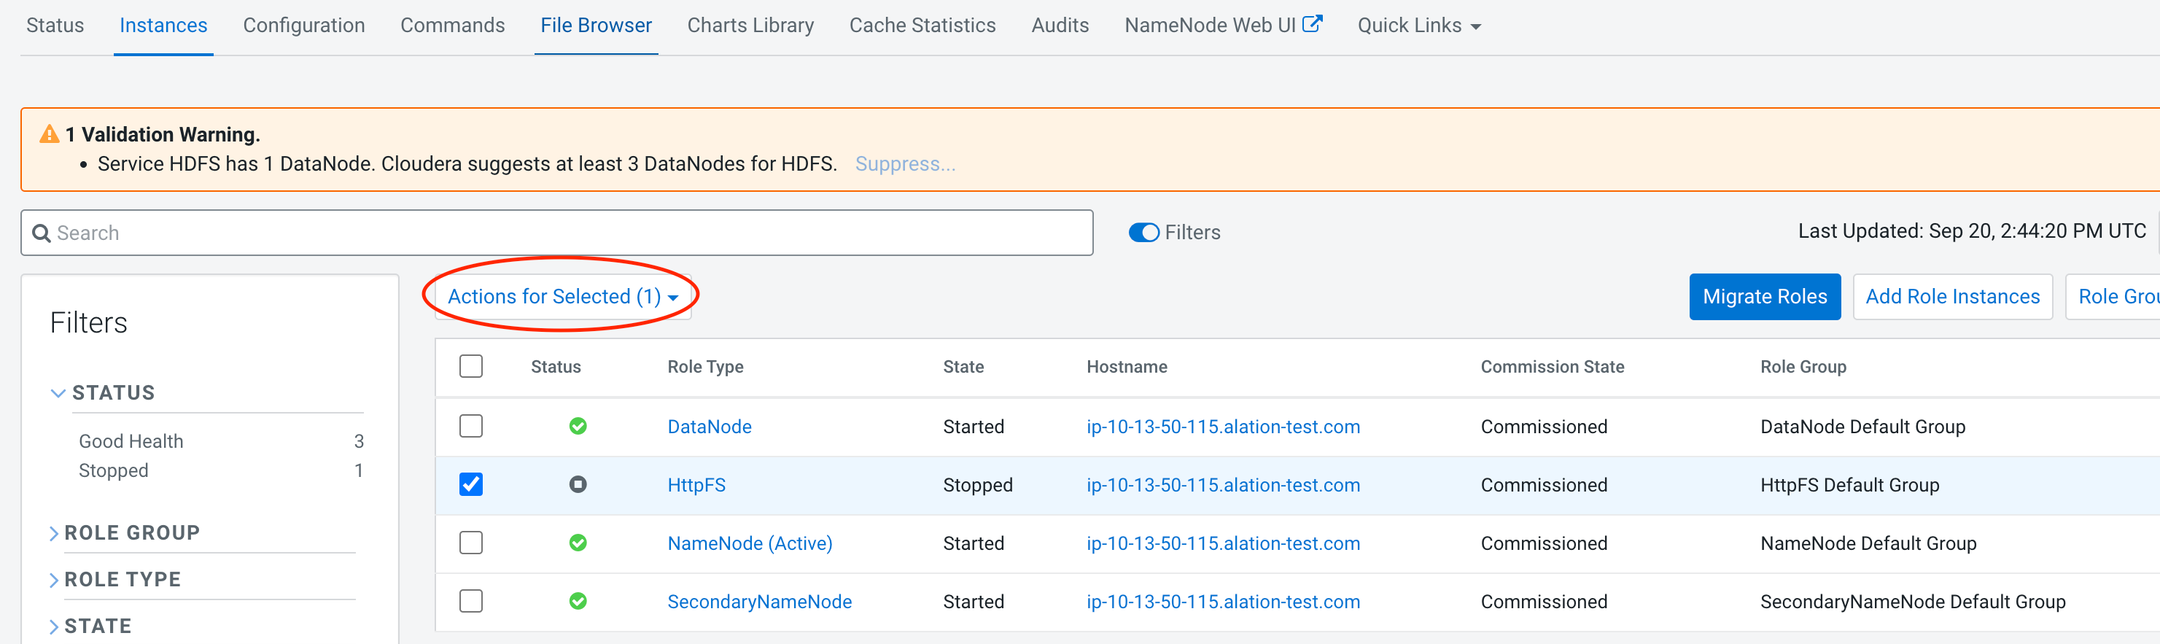 Status Instances Configuration Commands File Browser Charts Library Cache Statistics Audits NameNode Web UI Quick Links
1 Validation Warning.
• Service HDFS has 1 DataNode. Cloudera suggests at least 3 DataNodes for HDFS. Suppress...
Search Filters Last Updated: Sep 20, 2:44:20 PM UTC
Actions for Selected (1) Migrate Roles Add Role Instances Role Grou
Filters
STATUS
Good Health 3
Stopped 1
ROLE GROUP
ROLE TYPE
STATE
Status Role Type State Hostname Commission State Role Group
DataNode Started ip-10-13-50-115.alation-test.com Commissioned DataNode Default Group
HttpFS Stopped ip-10-13-50-115.alation-test.com Commissioned HttpFS Default Group
NameNode (Active) Started ip-10-13-50-115.alation-test.com Commissioned NameNode Default Group
SecondaryNameNode Started ip-10-13-50-115.alation-test.com Commissioned SecondaryNameNode Default Group